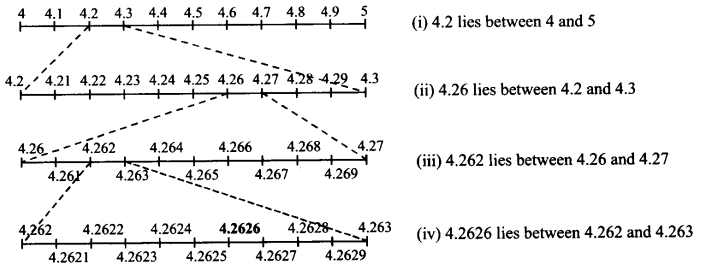 4 4.1 4.2 4.3 4.4 4.5 4.6 4.7 4.8 4.9 5 (i) 4.2 lies between 4 and 5
4.2 4.21 4.22 4.23 4.24 4.25 4.26 4.27 4.28 4.29 4.3 (ii) 4.26 lies between 4.2 and 4.3
4.26 4.262 4.264 4.266 4.268 4.27 (iii) 4.262 lies between 4.26 and 4.27
4.261 4.263 4.265 4.267 4.269
4.262 4.2622 4.2624 4.2626 4.2628 4.263 (iv) 4.2626 lies between 4.262 and 4.263
4.2621 4.2623 4.2625 4.2627 4.2629